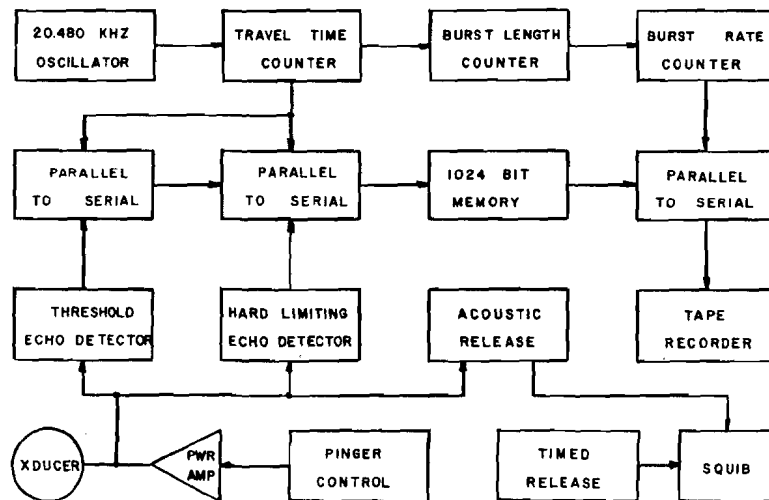 20.480 KHZ
OSCILLATOR
TRAVEL TIME
COUNTER
BURST LENGTH
COUNTER
BURST RATE
COUNTER
PARALLEL
TO SERIAL
PARALLEL
TO SERIAL
1024 BIT
MEMORY
PARALLEL
TO SERIAL
THRESHOLD
ECHO DETECTOR
HARD LIMITING
ECHO DETECTOR
ACOUSTIC
RELEASE
TAPE
RECORDER
XDUCER
PWR
AMP
PINGER
CONTROL
TIMED
RELEASE
SQUIB